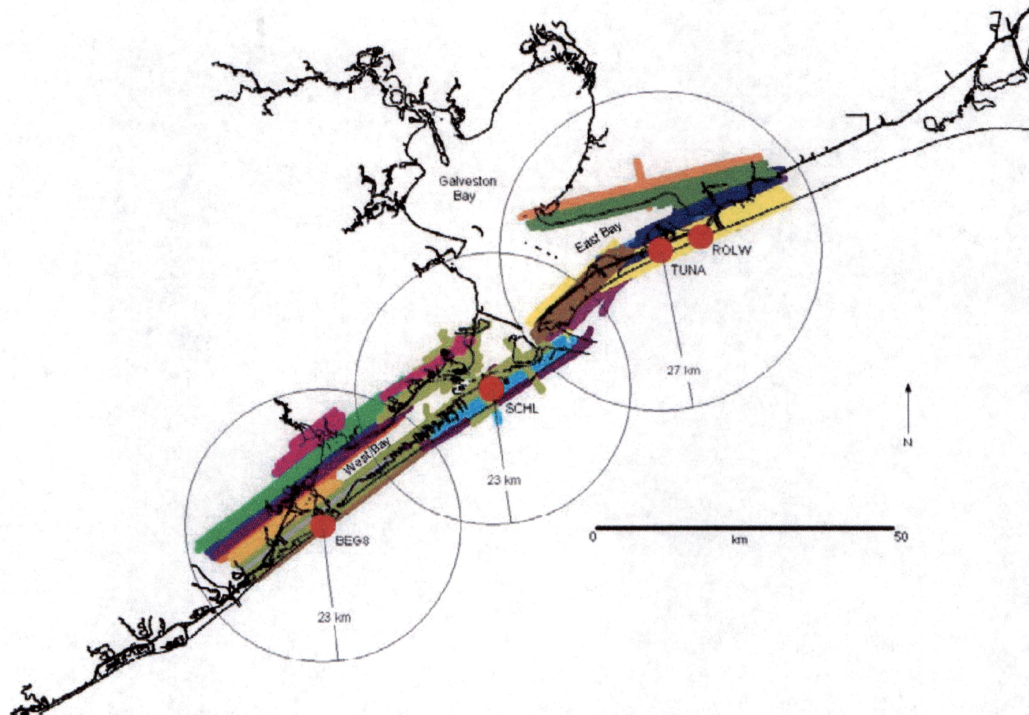 Galveston
Bay
East Bay
ROLW
TUNA
27 km
SCHL
N
West Bay
23 km
0
km
50
BEG8
23 km